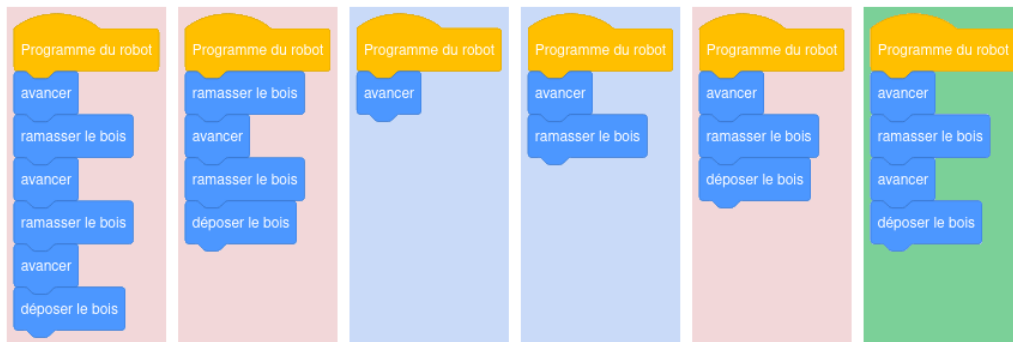 Programme du robot
avancer
ramasser le bois
avancer
ramasser le bois
avancer
déposer le bois
Programme du robot
ramasser le bois
avancer
ramasser le bois
déposer le bois
Programme du robot
avancer
Programme du robot
avancer
ramasser le bois
Programme du robot
avancer
ramasser le bois
déposer le bois
Programme du robot
avancer
ramasser le bois
avancer
déposer le bois